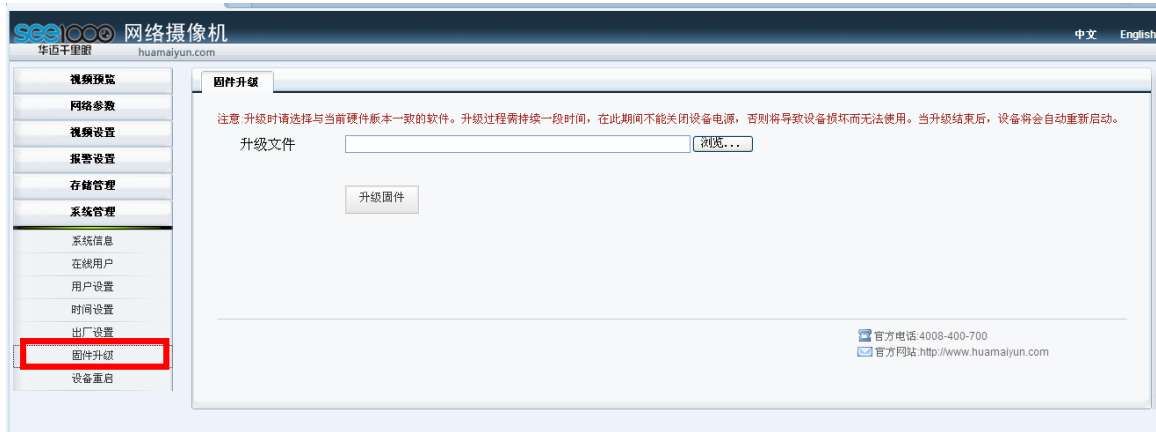 See1000 网络摄像机
华迈千里眼 huamaiyun.com
中文 English
视频预览
网络参数
视频设置
报警设置
存储管理
系统管理
系统信息
在线用户
用户设置
时间设置
出厂设置
固件升级
设备重启
固件升级
注意:升级时请选择与当前硬件版本一致的软件。升级过程需持续一段时间，在此期间不能关闭设备电源，否则将导致设备损坏而无法使用。当升级结束后，设备将会自动重新启动。
升级文件 浏览...
升级固件
官方电话:4008-400-700
官方网站:http://www.huamaiyun.com